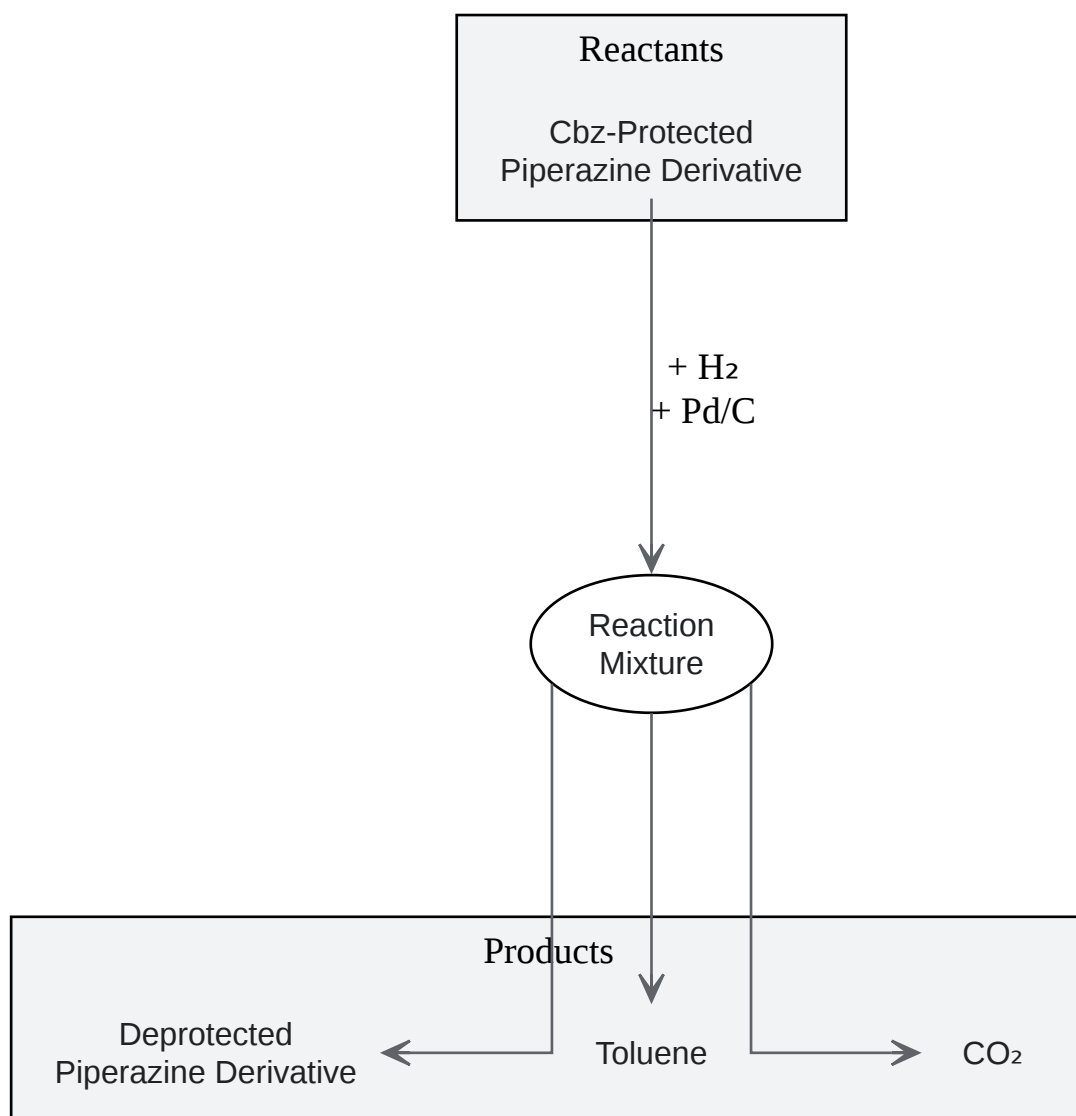 Reactants
Cbz-Protected
Piperazine Derivative
+ H₂
+ Pd/C
Reaction
Mixture
Products
Deprotected
Piperazine Derivative
Toluene
CO₂